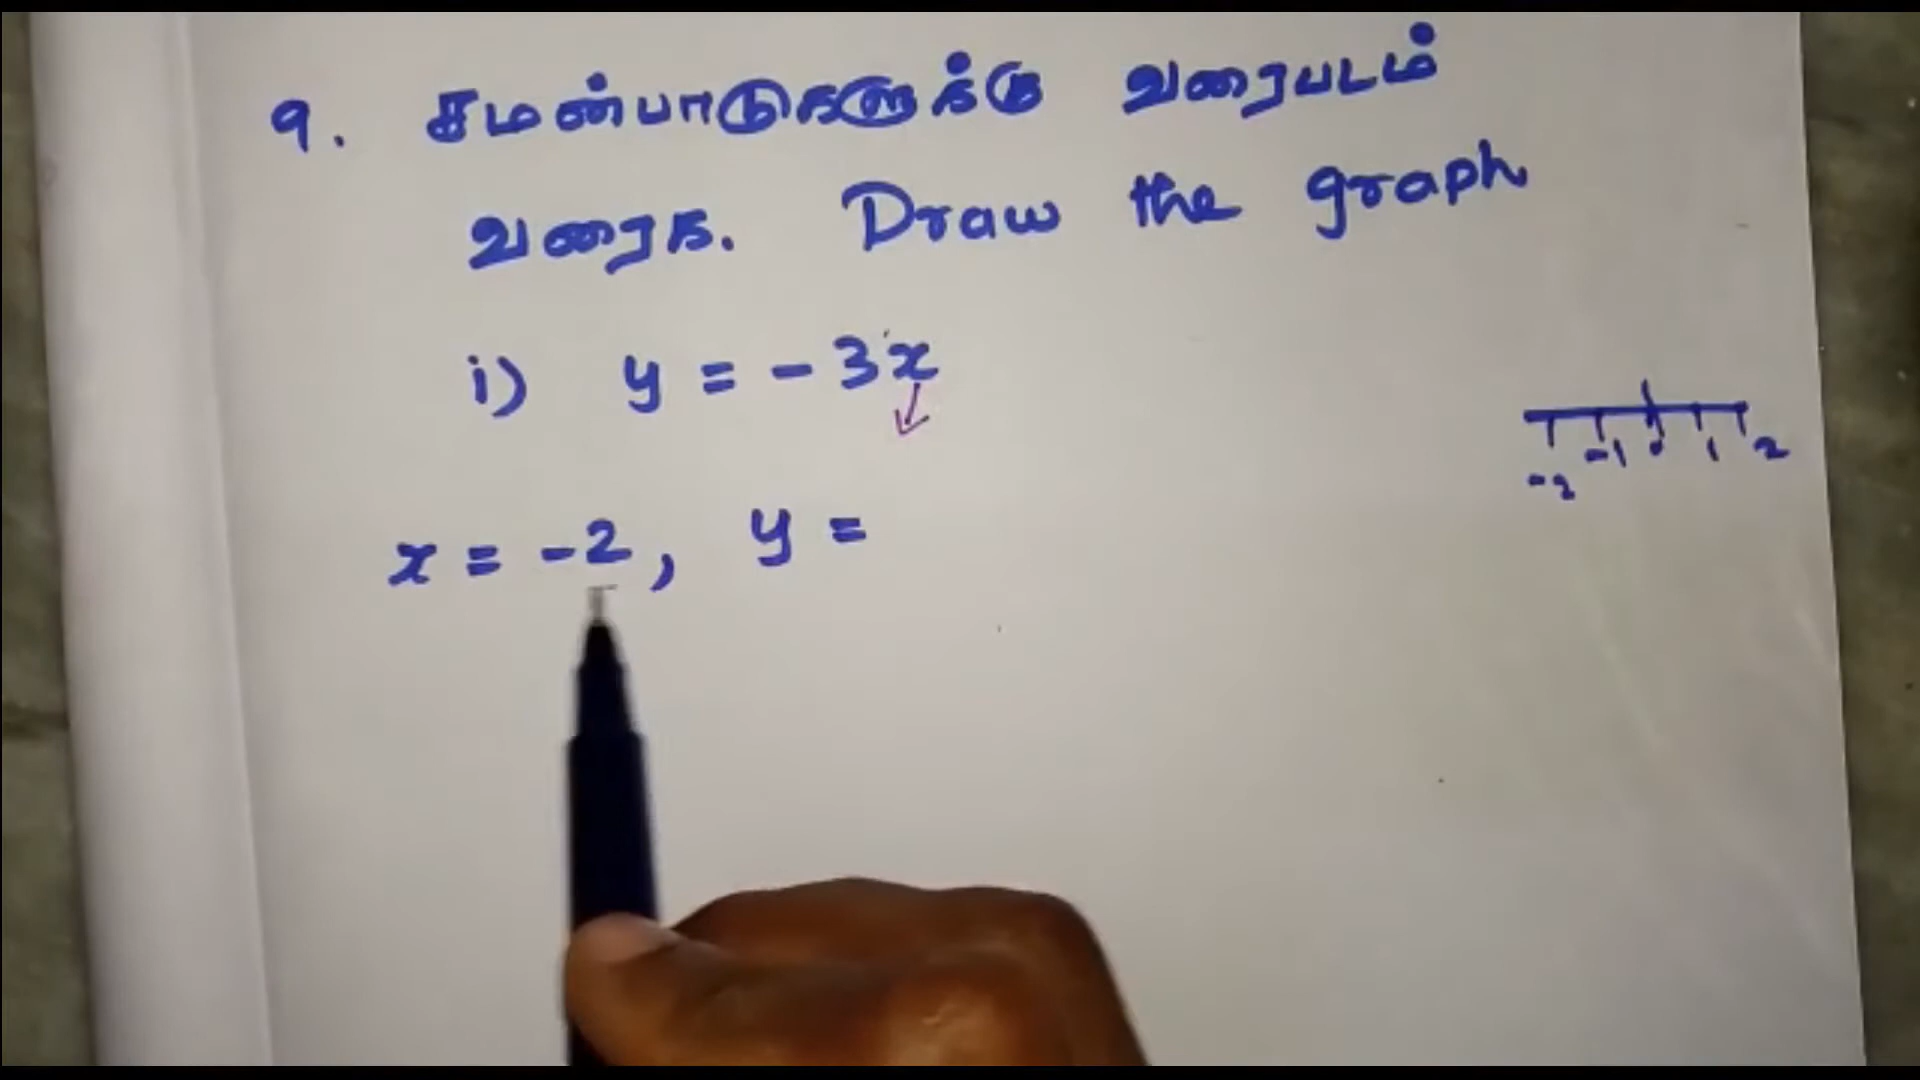 9. சமன்பாடுகளுக்கு வரைபடம்
வரைக. Draw the graph
i) y = -3x
-2 -1 0 1 2
x = -2, y =